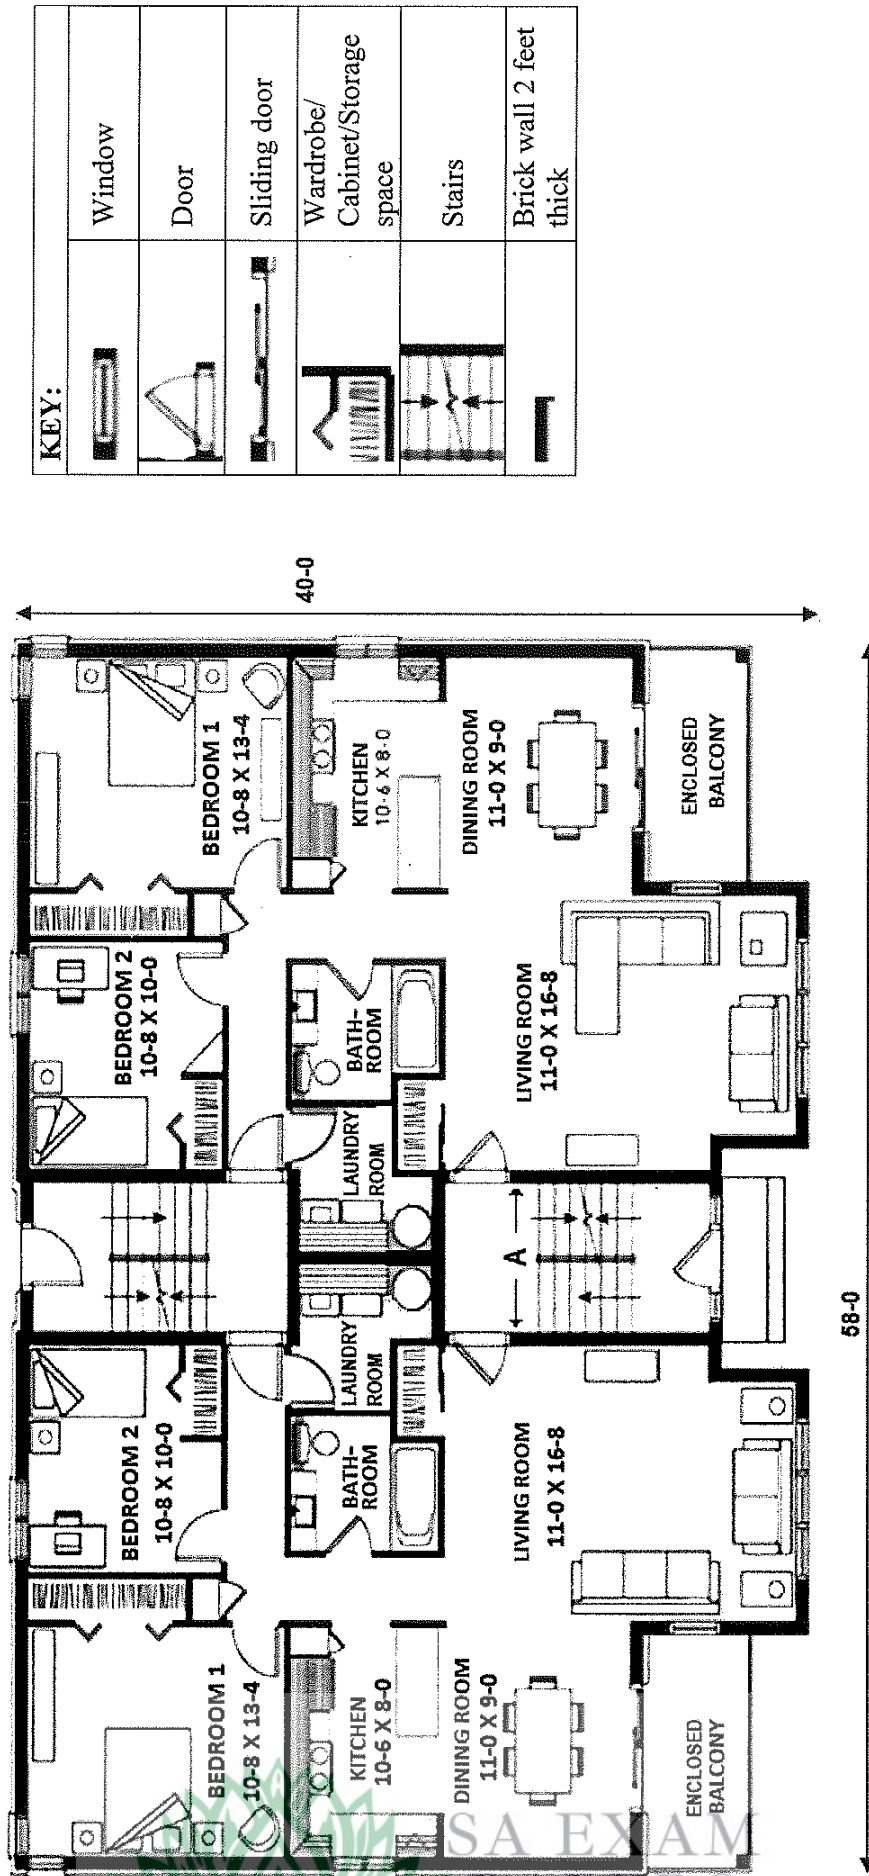 KEY:
Window
Door
Sliding door
Wardrobe/
Cabinet/Storage
space
Stairs
Brick wall 2 feet
thick
BEDROOM 1
10-8 X 13-4
BEDROOM 2
10-8 X 10-0
BEDROOM 2
10-8 X 10-0
BEDROOM 1
10-8 X 13-4
KITCHEN
10-6 X 8-0
BATH-
ROOM
LAUNDRY
ROOM
LAUNDRY
ROOM
BATH-
ROOM
KITCHEN
10-6 X 8-0
DINING ROOM
11-0 X 9-0
LIVING ROOM
11-0 X 16-8
A
LIVING ROOM
11-0 X 16-8
DINING ROOM
11-0 X 9-0
ENCLOSED
BALCONY
ENCLOSED
BALCONY
40-0
58-0
SA EXAM